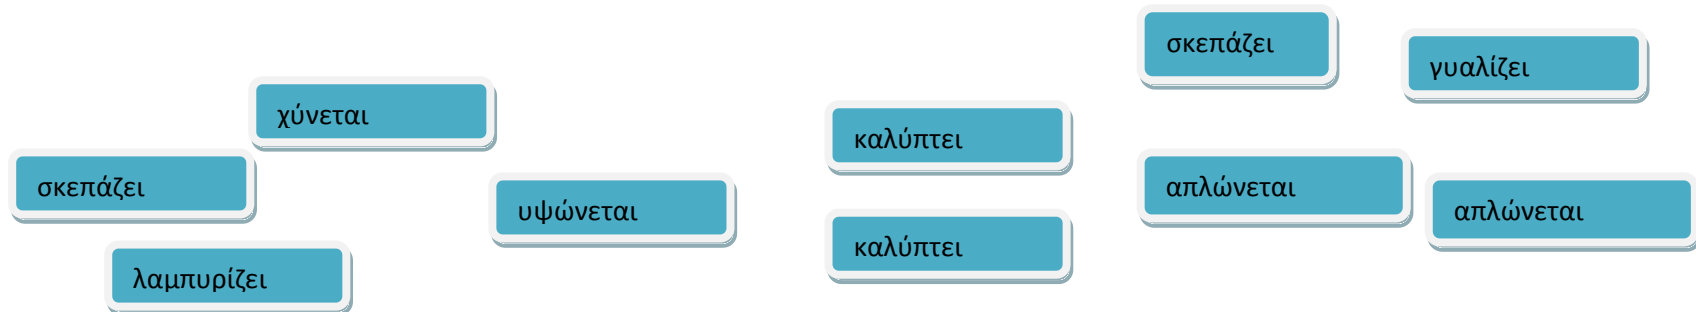 σκεπάζει
γυαλίζει
χύνεται
καλύπτει
σκεπάζει
απλώνεται
υψώνεται
απλώνεται
καλύπτει
λαμπυρίζει